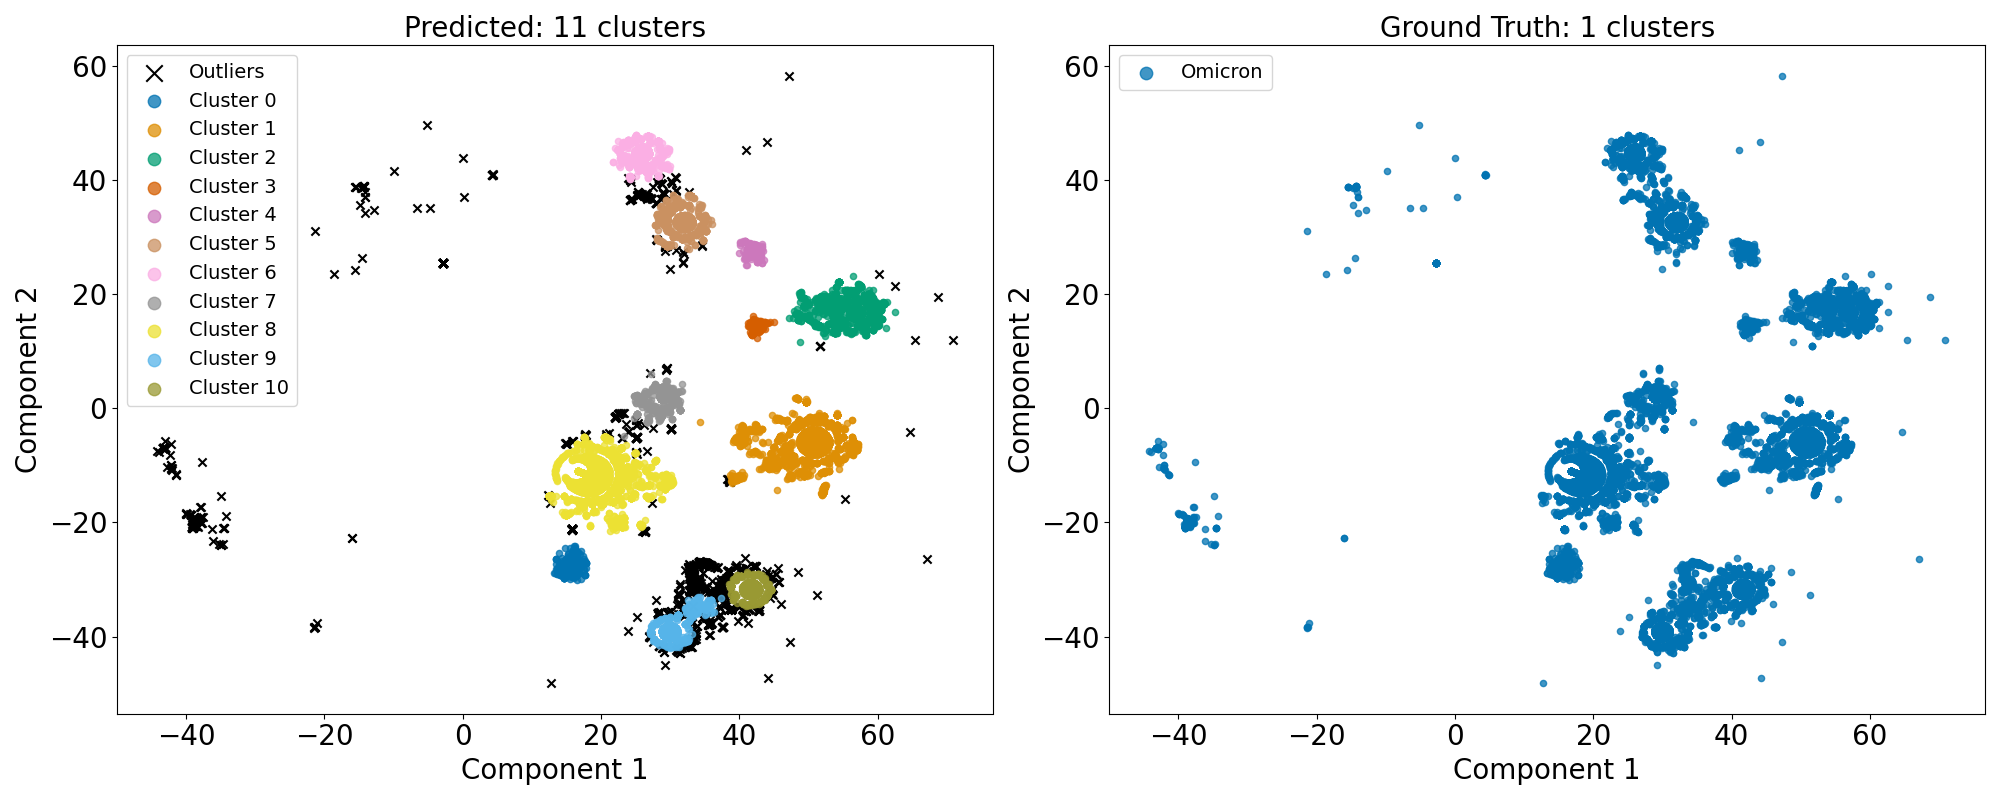 Predicted: 11 clusters
Outliers
Cluster 0
Cluster 1
Cluster 2
Cluster 3
Cluster 4
Cluster 5
Cluster 6
Cluster 7
Cluster 8
Cluster 9
Cluster 10
60
40
20
0
−20
−40
Component 2
−40 −20 0 20 40 60
Component 1
Ground Truth: 1 clusters
Omicron
60
40
20
0
−20
−40
Component 2
−40 −20 0 20 40 60
Component 1